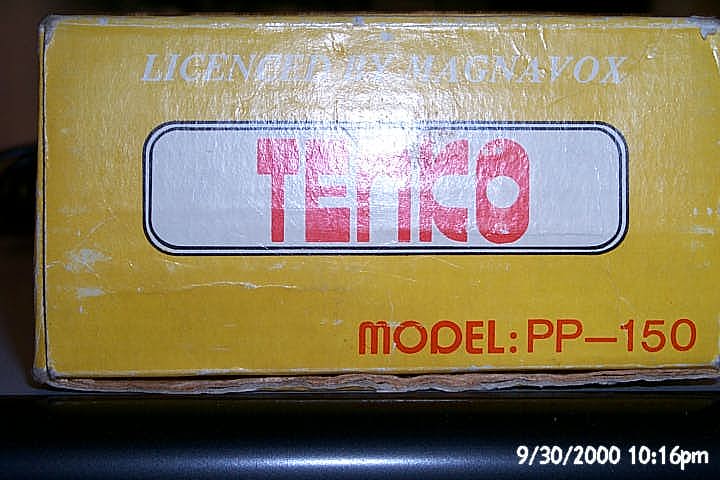 LICENCED BY MAGNAVOX
TEMCO
MODEL: PP-150
9/30/2000 10:16pm